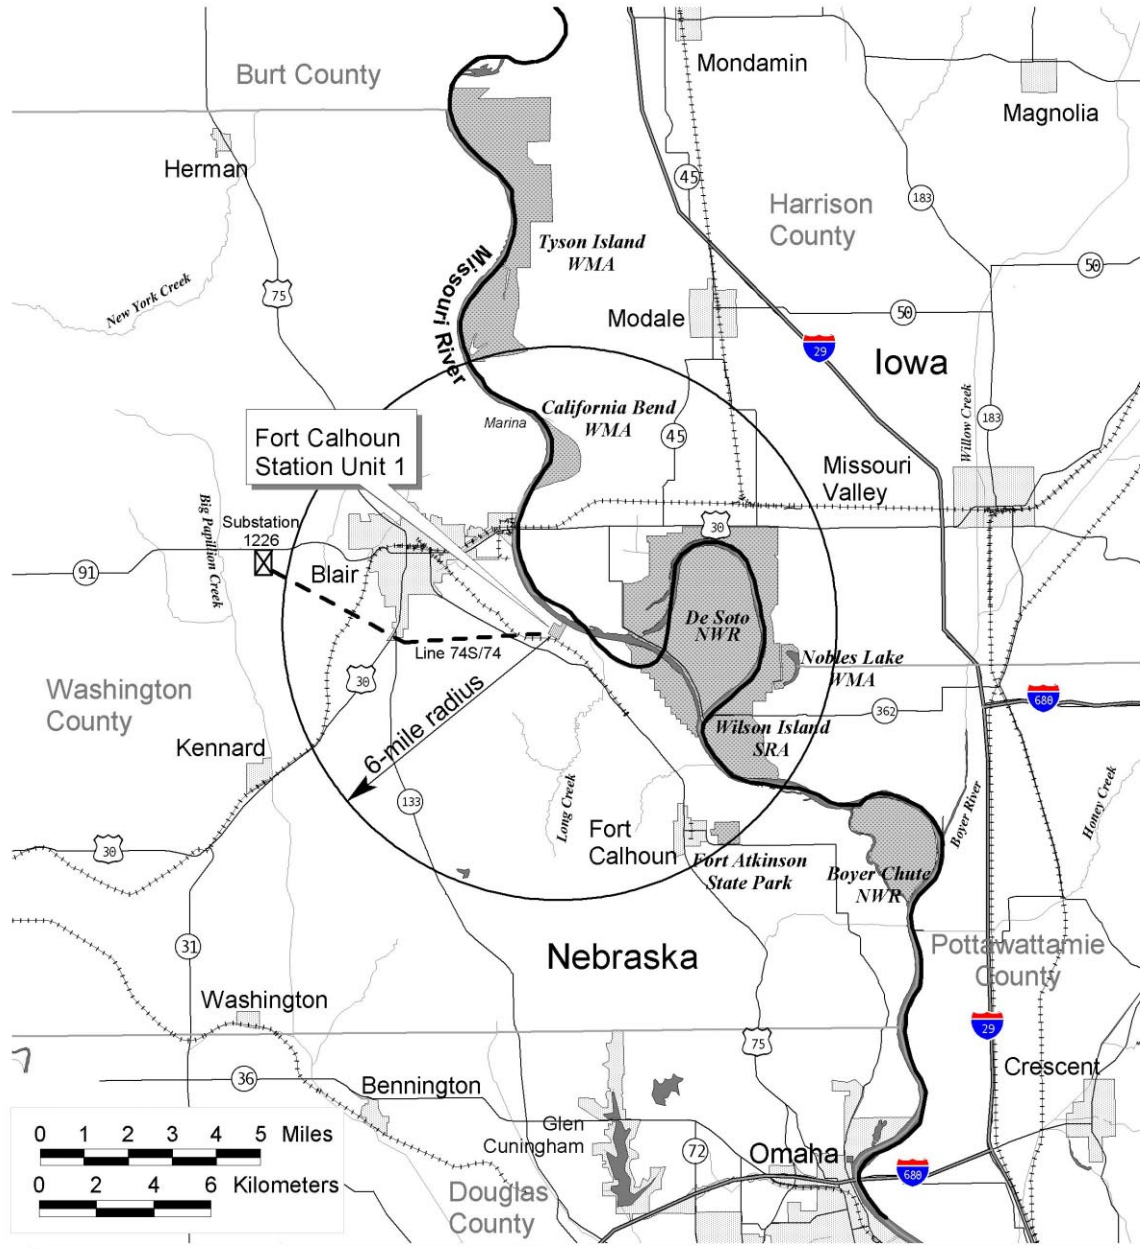 Mondamin
Burt County
Magnolia
Herman
45
183
Harrison
County
Tyson Island
WMA
Missouri River
50
New York Creek
75
Modale
50
29
Iowa
California Bend
WMA
Marina
Fort Calhoun
Station Unit 1
45
183
Willow Creek
Missouri
Valley
Big Papillion Creek
Substation
1226
30
91
Blair
De Soto
NWR
Line 74S/74
Nobles Lake
WMA
30
Washington
County
6-mile radius
680
362
Wilson Island
SRA
Kennard
133
Long Creek
Boyer River
Honey Creek
30
Fort
Calhoun
Fort Atkinson
State Park
Boyer Chute
NWR
31
Nebraska
Pottawattamie
County
Washington
29
75
Crescent
36
Bennington
Glen
Cuningham
0 1 2 3 4 5 Miles
72
Omaha
680
0 2 4 6 Kilometers
Douglas
County